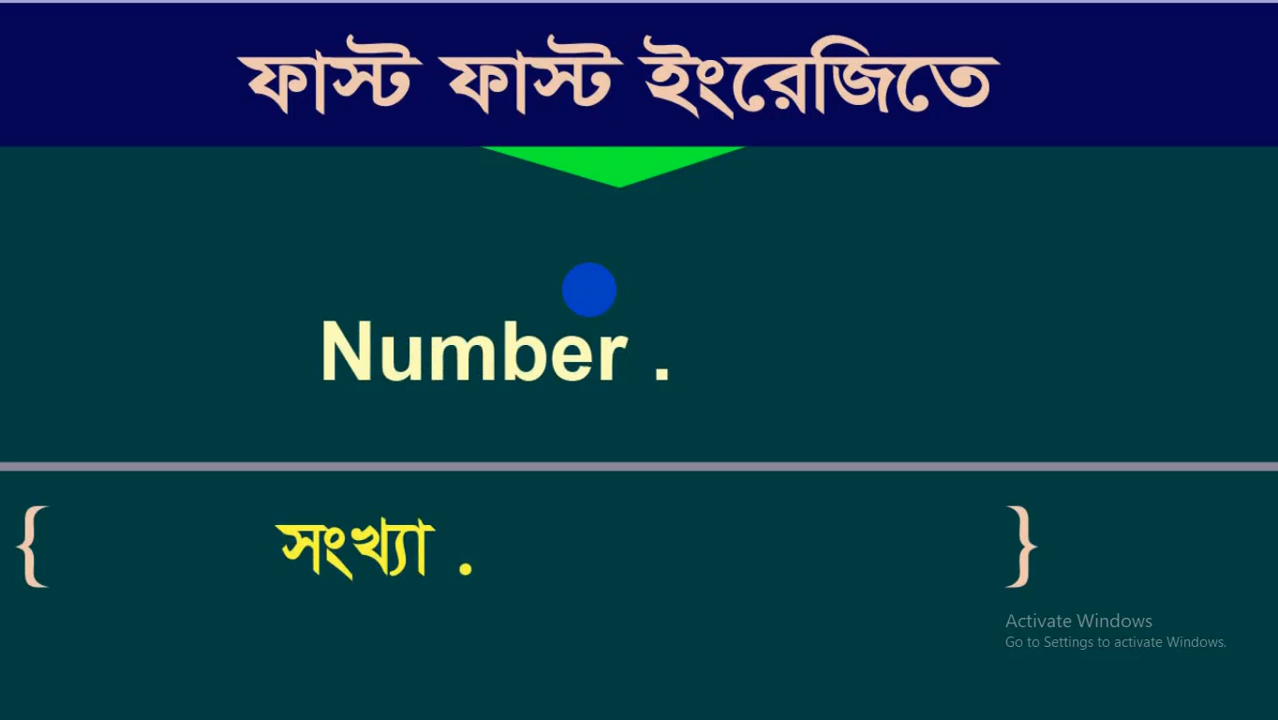 ফাস্ট ফাস্ট ইংরেজিতে
Number .
{ সংখ্যা . }
Activate Windows
Go to Settings to activate Windows.